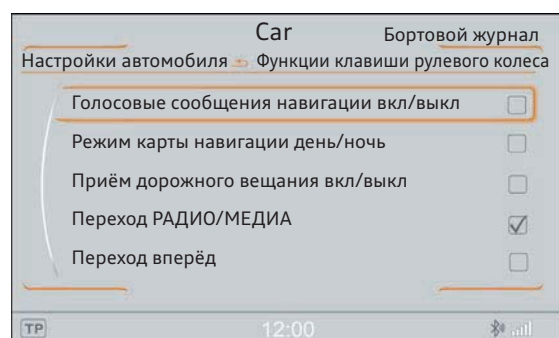 Car Бортовой журнал
Настройки автомобиля Функции клавиши рулевого колеса
Голосовые сообщения навигации вкл/выкл
Режим карты навигации день/ночь
Приём дорожного вещания вкл/выкл
Переход РАДИО/МЕДИА
Переход вперёд
TP 12:00